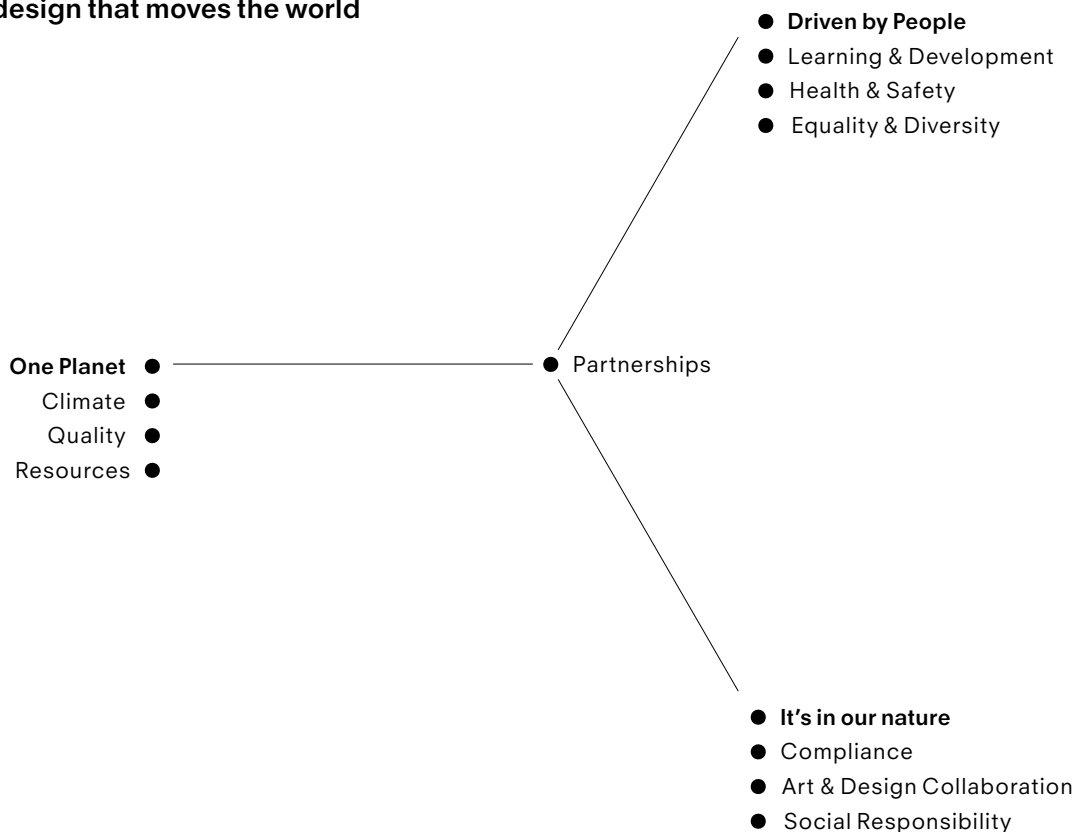 design that moves the world
Driven by People
Learning & Development
Health & Safety
Equality & Diversity
One Planet
Climate
Quality
Resources
Partnerships
It’s in our nature
Compliance
Art & Design Collaboration
Social Responsibility